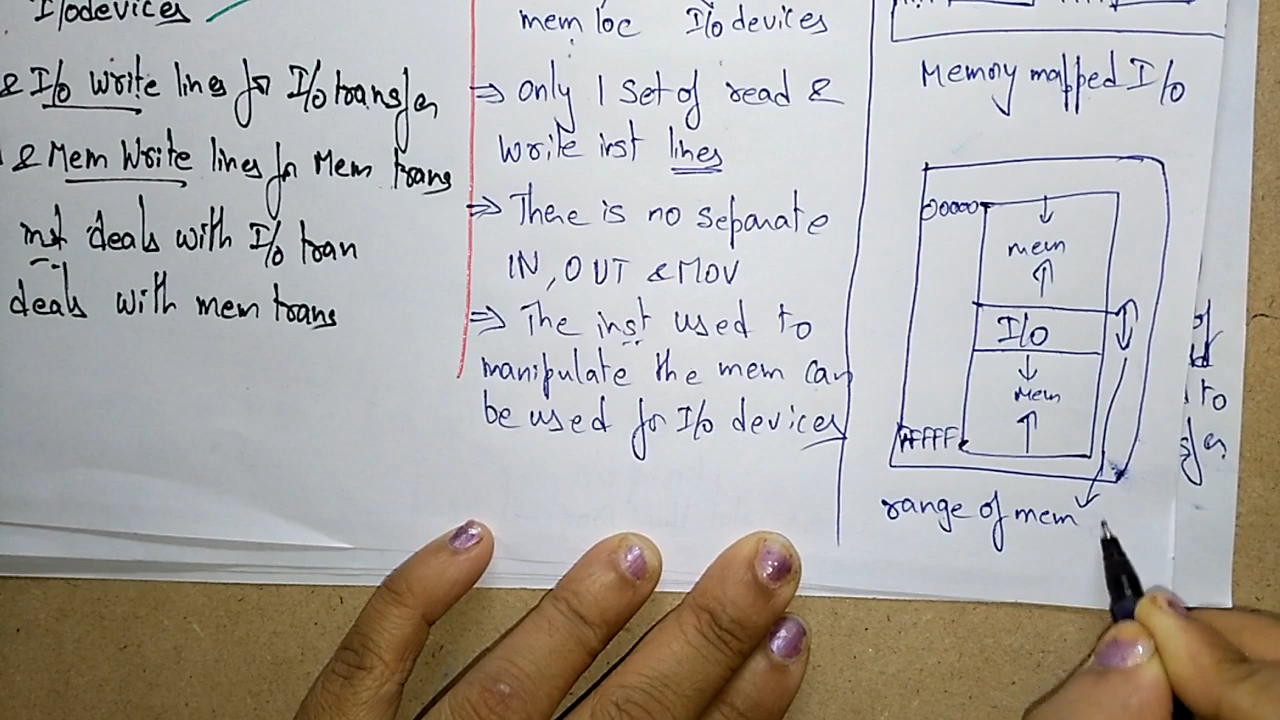 I/o devices
& I/o write lines for I/o transfer
& Mem Write lines for Mem trans
inst deals with I/o tran
deals with mem trans
mem loc I/o devices
⇒ only 1 set of read &
write inst lines
⇒ There is no separate
IN, OUT & MOV
⇒ The inst used to
manipulate the mem can
be used for I/o devices
Memory mapped I/o
00000
mem
I/o
Mem
FFFFF
range of mem
of
to